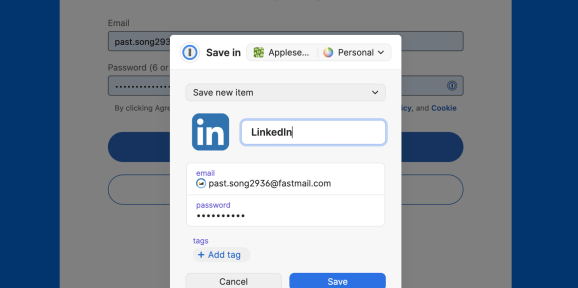 Email
past.song293
Password (6 or
By clicking Agre
cy, and Cookie
Save in
Applese...
Personal
Save new item
in
LinkedIn
email
past.song2936@fastmail.com
password
••••••••••
tags
+ Add tag
Cancel
Save